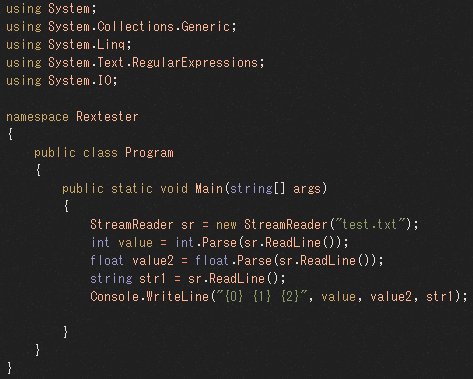 using System;
using System.Collections.Generic;
using System.Linq;
using System.Text.RegularExpressions;
using System.IO;

namespace Rextester
{
    public class Program
    {
        public static void Main(string[] args)
        {
            StreamReader sr = new StreamReader("test.txt");
            int value = int.Parse(sr.ReadLine());
            float value2 = float.Parse(sr.ReadLine());
            string str1 = sr.ReadLine();
            Console.WriteLine("{0} {1} {2}", value, value2, str1);

        }
    }
}